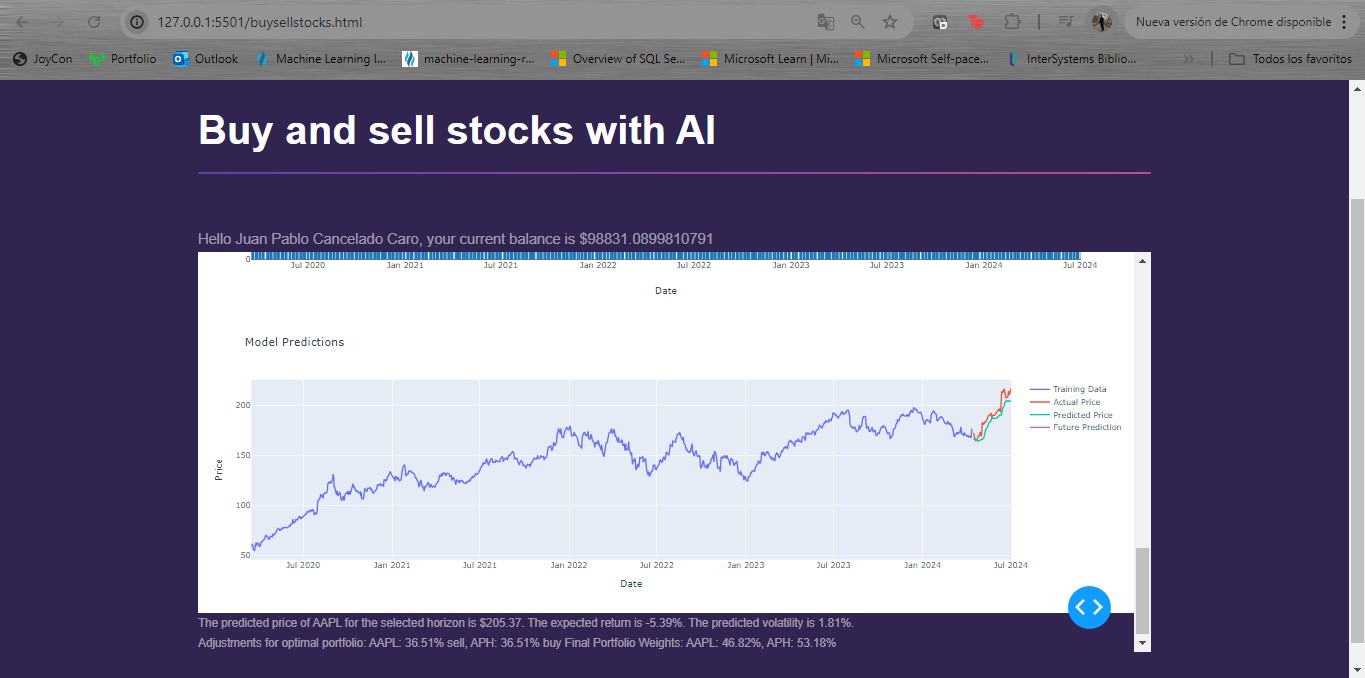 127.0.0.1:5501/buysellstocks.html
Nueva versión de Chrome disponible
JoyCon Portfolio Outlook Machine Learning I... machine-learning-r... Overview of SQL Se... Microsoft Learn | Mi... Microsoft Self-pace... InterSystems Biblio... Todos los favoritos
Buy and sell stocks with AI
Hello Juan Pablo Cancelado Caro, your current balance is $98831.0899810791
0
Jul 2020 Jan 2021 Jul 2021 Jan 2022 Jul 2022 Jan 2023 Jul 2023 Jan 2024 Jul 2024
Date
Model Predictions
Training Data
Actual Price
Predicted Price
Future Prediction
200
150
100
50
Price
Jul 2020 Jan 2021 Jul 2021 Jan 2022 Jul 2022 Jan 2023 Jul 2023 Jan 2024 Jul 2024
Date
The predicted price of AAPL for the selected horizon is $205.37. The expected return is -5.39%. The predicted volatility is 1.81%.
Adjustments for optimal portfolio: AAPL: 36.51% sell, APH: 36.51% buy Final Portfolio Weights: AAPL: 46.82%, APH: 53.18%